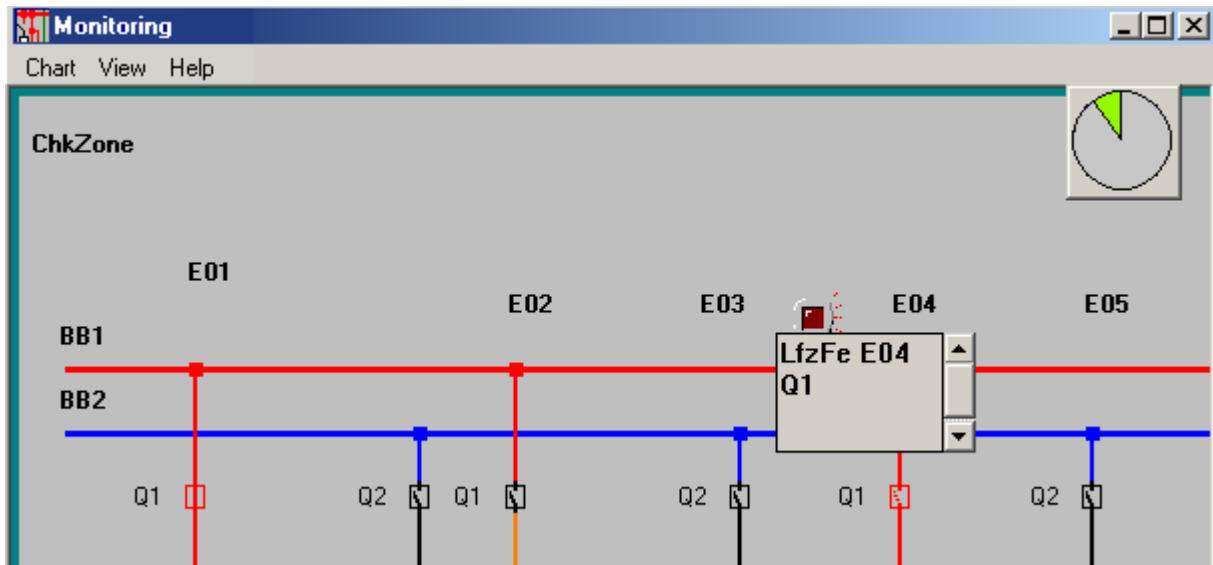 Monitoring
Chart View Help
ChkZone
E01
E02 E03 E04 E05
BB1
LfzFe E04
Q1
BB2
Q1 Q2 Q1 Q2 Q1 Q2